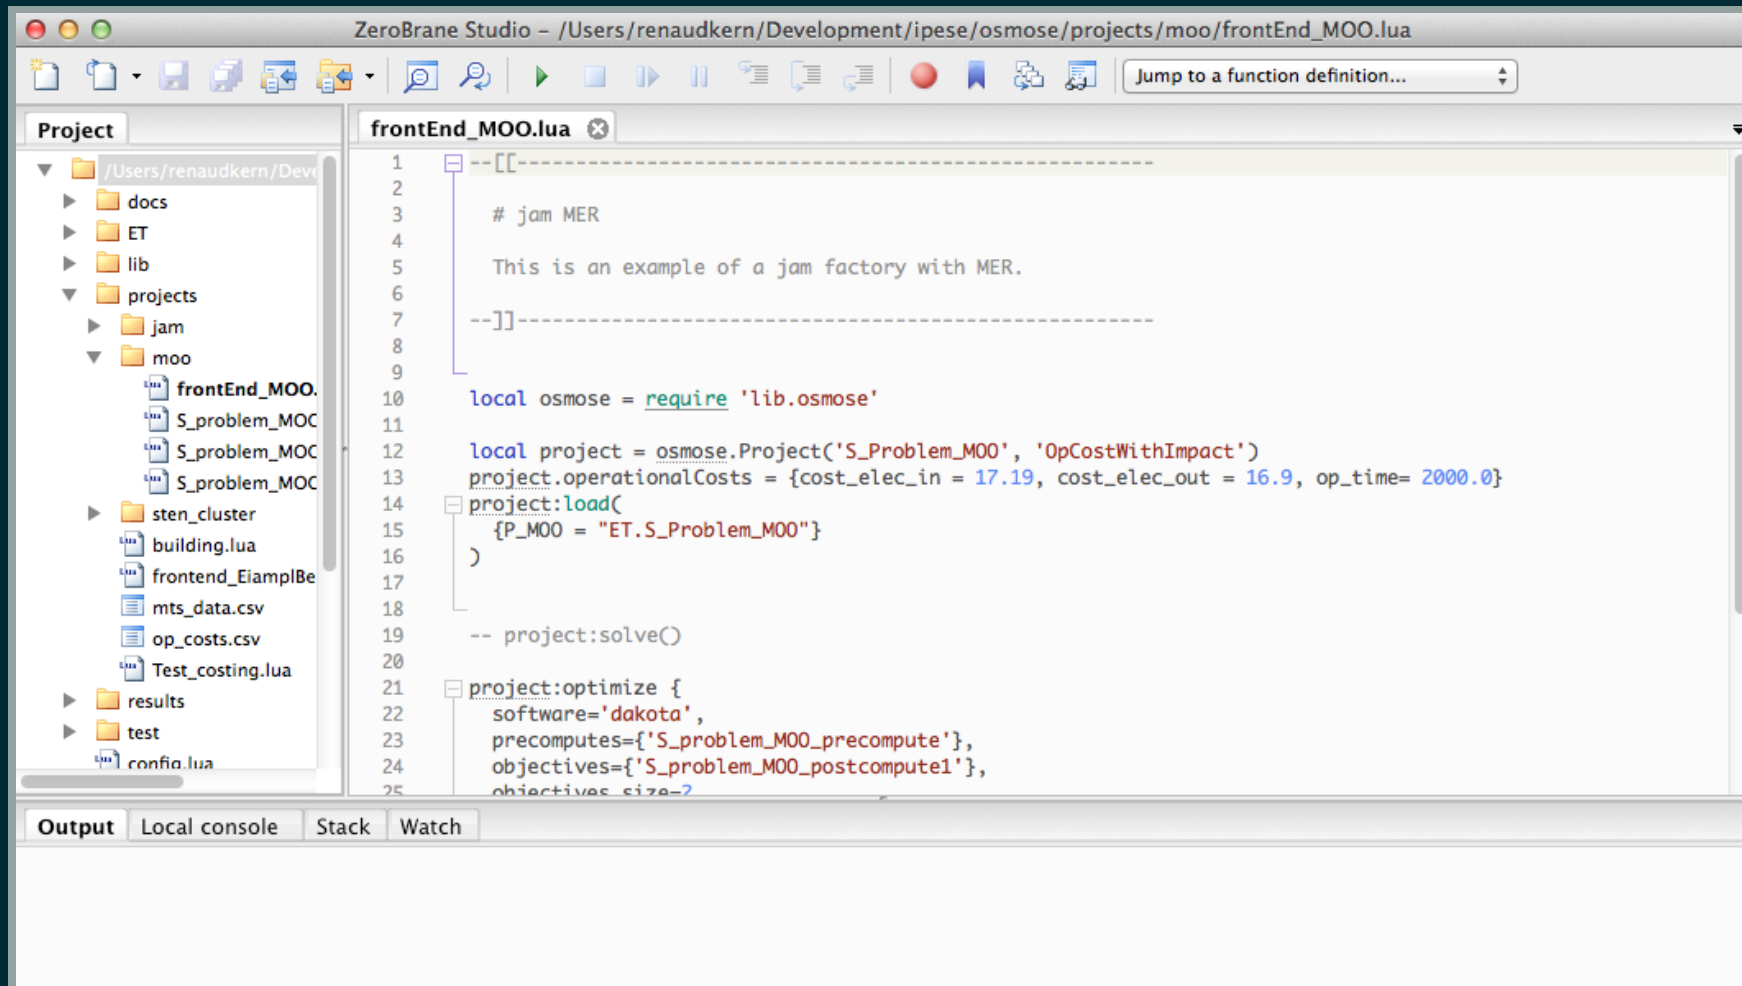 ZeroBrane Studio – /Users/renaudkern/Development/ipese/osmose/projects/moo/frontEnd_MOO.lua
Jump to a function definition...
Project
/Users/renaudkern/Deve
docs
ET
lib
projects
jam
moo
frontEnd_MOO.
S_problem_MOO
S_problem_MOO
S_problem_MOO
sten_cluster
building.lua
frontend_EiamplBe
mts_data.csv
op_costs.csv
Test_costing.lua
results
test
config.lua
frontEnd_MOO.lua
1 --[[------------------------------------------------------
2
3 # jam MER
4
5 This is an example of a jam factory with MER.
6
7 --]]------------------------------------------------------
8
9
10 local osmose = require 'lib.osmose'
11
12 local project = osmose.Project('S_Problem_MOO', 'OpCostWithImpact')
13 project.operationalCosts = {cost_elec_in = 17.19, cost_elec_out = 16.9, op_time= 2000.0}
14 project:load(
15 {P_MOO = "ET.S_Problem_MOO"}
16 )
17
18
19 -- project:solve()
20
21 project:optimize {
22 software='dakota',
23 precomputes={'S_problem_MOO_precompute'},
24 objectives={'S_problem_MOO_postcompute1'},
25 objectives_size=2
Output Local console Stack Watch